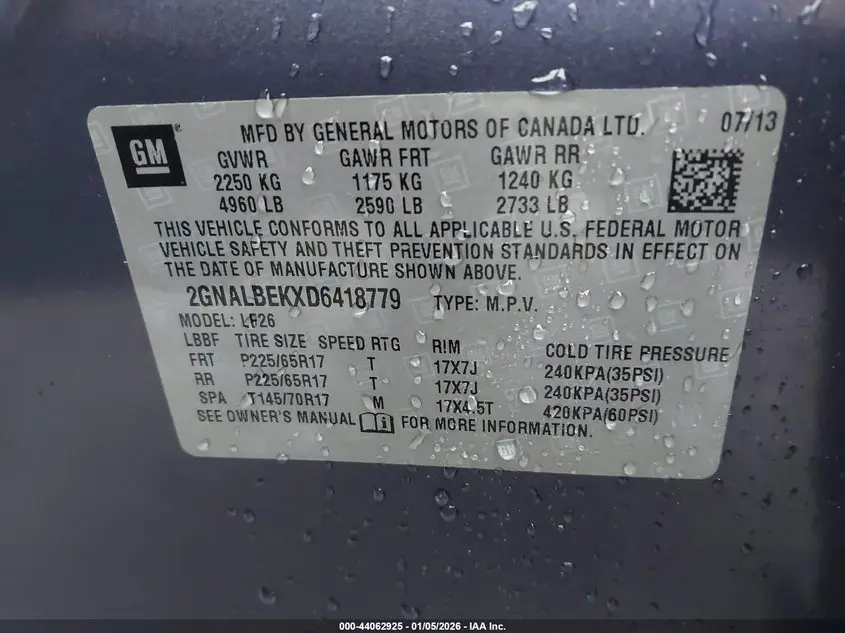 GM
MFD BY GENERAL MOTORS OF CANADA LTD. 07/13
GVWR GAWR FRT GAWR RR
2250 KG 1175 KG 1240 KG
4960 LB 2590 LB 2733 LB
THIS VEHICLE CONFORMS TO ALL APPLICABLE U.S. FEDERAL MOTOR
VEHICLE SAFETY AND THEFT PREVENTION STANDARDS IN EFFECT ON
THE DATE OF MANUFACTURE SHOWN ABOVE.
2GNALBEKXD6418779 TYPE: M.P.V.
MODEL: LF26
LBBF TIRE SIZE SPEED RTG RIM COLD TIRE PRESSURE
FRT P225/65R17 T 17X7J 240KPA(35PSI)
RR P225/65R17 T 17X7J 240KPA(35PSI)
SPA T145/70R17 M 17X4.5T 420KPA(60PSI)
SEE OWNER'S MANUAL FOR MORE INFORMATION.
000-44062925 - 01/05/2026 - IAA Inc.